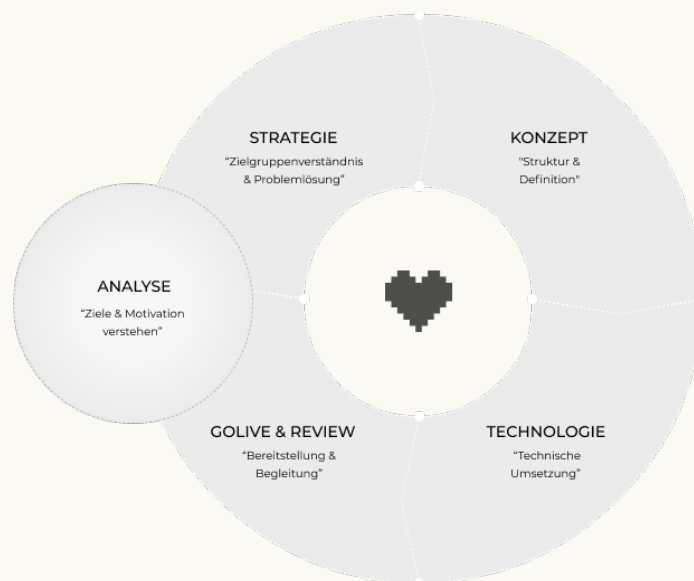 STRATEGIE
“Zielgruppenverständnis
& Problemlösung”
KONZEPT
"Struktur &
Definition"
ANALYSE
“Ziele & Motivation
verstehen”
GOLIVE & REVIEW
“Bereitstellung &
Begleitung”
TECHNOLOGIE
“Technische
Umsetzung”